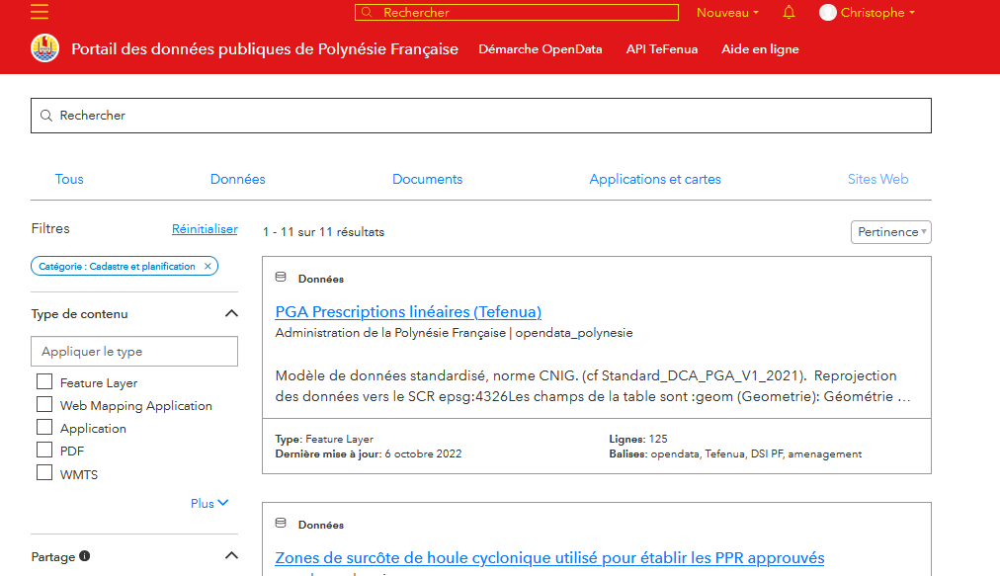 Rechercher
Nouveau
Christophe
Portail des données publiques de Polynésie Française
Démarche OpenData
API TeFenua
Aide en ligne
Rechercher
Tous
Données
Documents
Applications et cartes
Sites Web
Filtres
Réinitialiser
1 - 11 sur 11 résultats
Pertinence
Catégorie : Cadastre et planification ×
Type de contenu
Appliquer le type
Feature Layer
Web Mapping Application
Application
PDF
WMTS
Plus
Partage
Données
PGA Prescriptions linéaires (Tefenua)
Administration de la Polynésie Française | opendata_polynesie
Modèle de données standardisé, norme CNIG. (cf Standard_DCA_PGA_V1_2021). Reprojection
des données vers le SCR epsg:4326Les champs de la table sont :geom (Geometrie): Géométrie …
Type: Feature Layer
Dernière mise à jour: 6 octobre 2022
Lignes: 125
Balises: opendata, Tefenua, DSI PF, amenagement
Données
Zones de surcôte de houle cyclonique utilisé pour établir les PPR approuvés